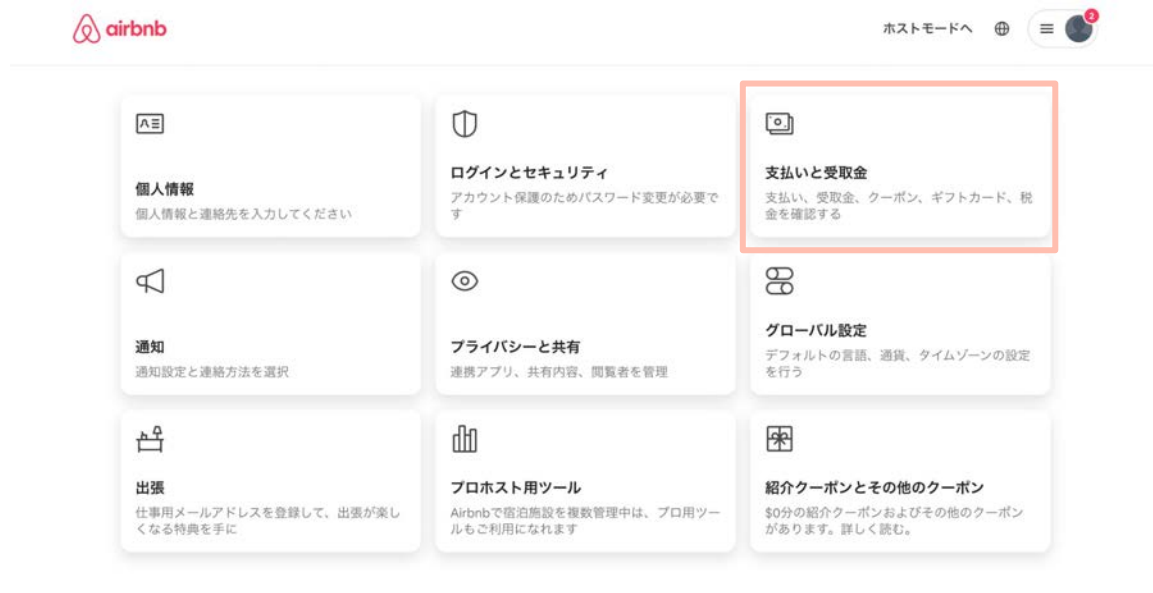 airbnb
ホストモードへ
2
個人情報
個人情報と連絡先を入力してください
ログインとセキュリティ
アカウント保護のためパスワード変更が必要で
す
支払いと受取金
支払い、受取金、クーポン、ギフトカード、税
金を確認する
通知
通知設定と連絡方法を選択
プライバシーと共有
連携アプリ、共有内容、閲覧者を管理
グローバル設定
デフォルトの言語、通貨、タイムゾーンの設定
を行う
出張
仕事用メールアドレスを登録して、出張が楽し
くなる特典を手に
プロホスト用ツール
Airbnbで宿泊施設を複数管理中は、プロ用ツー
ルもご利用になれます
紹介クーポンとその他のクーポン
$0分の紹介クーポンおよびその他のクーポン
があります。詳しく読む。